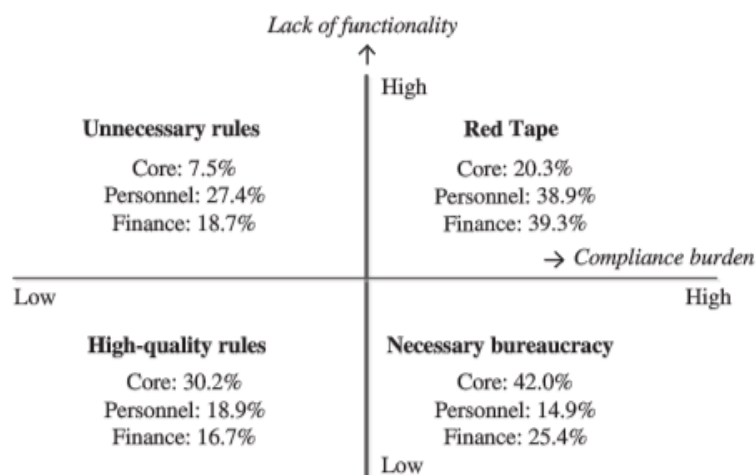 Lack of functionality
↑
High
Unnecessary rules
Core: 7.5%
Personnel: 27.4%
Finance: 18.7%
Red Tape
Core: 20.3%
Personnel: 38.9%
Finance: 39.3%
→ Compliance burden
Low
High
High-quality rules
Core: 30.2%
Personnel: 18.9%
Finance: 16.7%
Necessary bureaucracy
Core: 42.0%
Personnel: 14.9%
Finance: 25.4%
Low